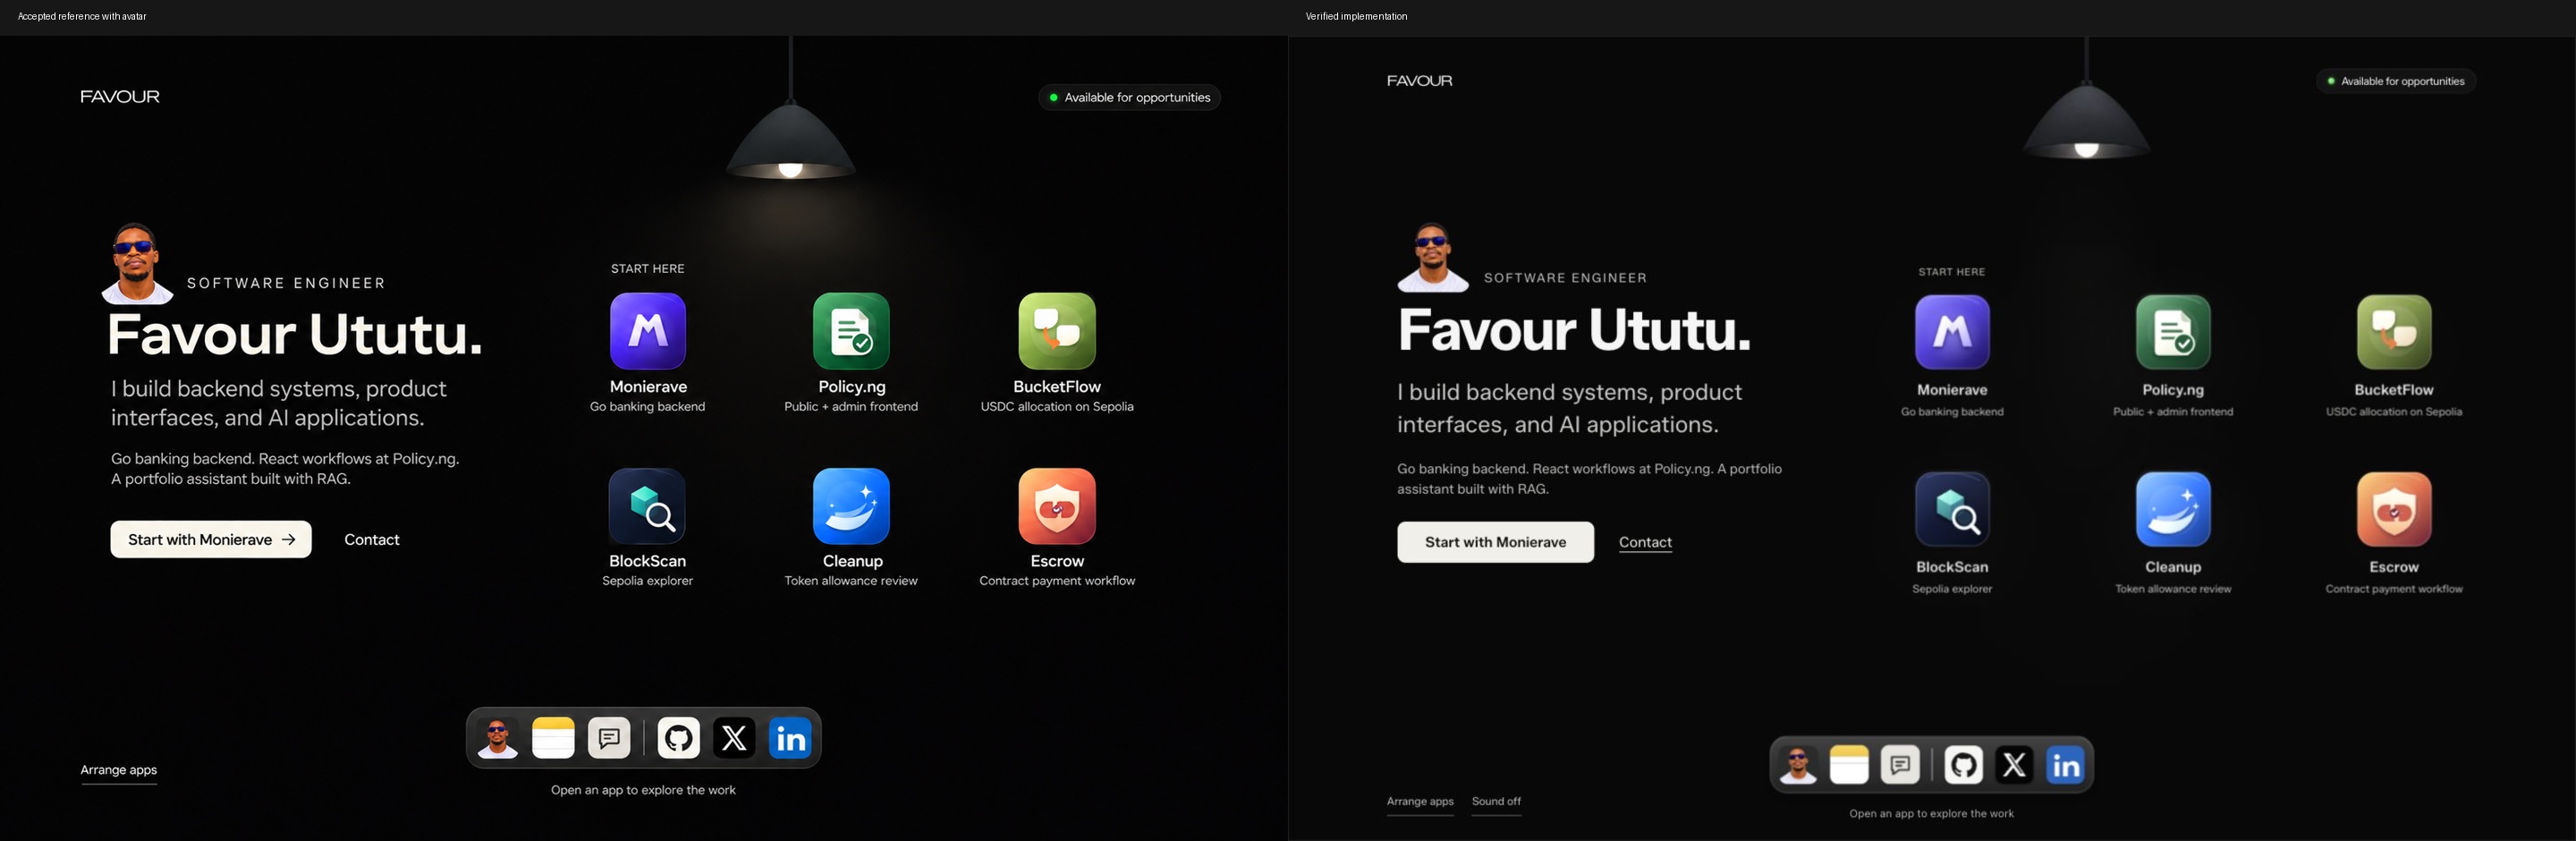 Accepted reference with avatar
FAVOUR
Available for opportunities
SOFTWARE ENGINEER
Favour Ututu.
I build backend systems, product
interfaces, and AI applications.
Go banking backend. React workflows at Policy.ng.
A portfolio assistant built with RAG.
Start with Monierave →
Contact
START HERE
Monierave
Go banking backend
Policy.ng
Public + admin frontend
BucketFlow
USDC allocation on Sepolia
BlockScan
Sepolia explorer
Cleanup
Token allowance review
Escrow
Contract payment workflow
X
in
Arrange apps
Open an app to explore the work
Verified implementation
FAVOUR
Available for opportunities
SOFTWARE ENGINEER
Favour Ututu.
I build backend systems, product
interfaces, and AI applications.
Go banking backend. React workflows at Policy.ng. A portfolio
assistant built with RAG.
Start with Monierave
Contact
START HERE
Monierave
Go banking backend
Policy.ng
Public + admin frontend
BucketFlow
USDC allocation on Sepolia
BlockScan
Sepolia explorer
Cleanup
Token allowance review
Escrow
Contract payment workflow
X
in
Arrange apps
Sound off
Open an app to explore the work